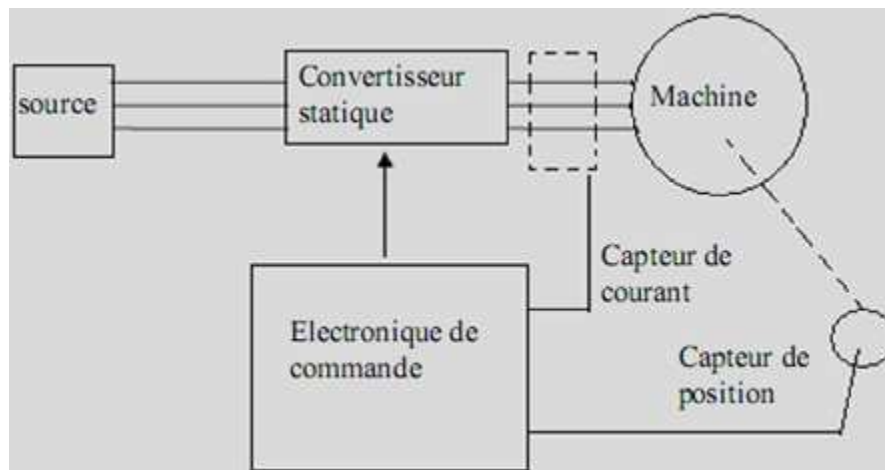 source
Convertisseur
statique
Machine
Capteur de
courant
Electronique de
commande
Capteur de
position